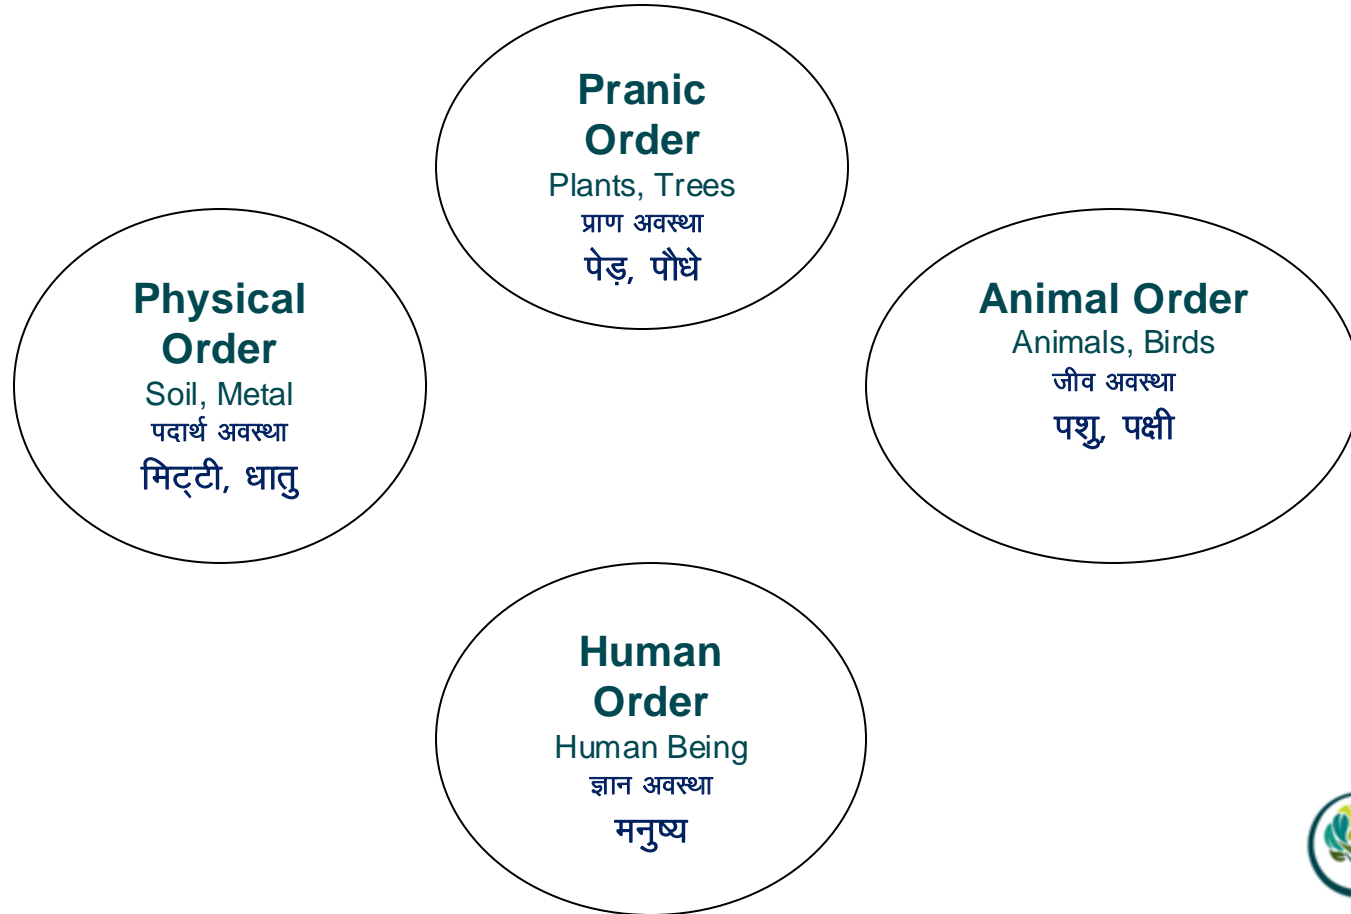 Pranic
Order
Plants, Trees
प्राण अवस्था
पेड़, पौधे
Physical
Order
Soil, Metal
पदार्थ अवस्था
मिट्टी, धातु
Animal Order
Animals, Birds
जीव अवस्था
पशु, पक्षी
Human
Order
Human Being
ज्ञान अवस्था
मनुष्य